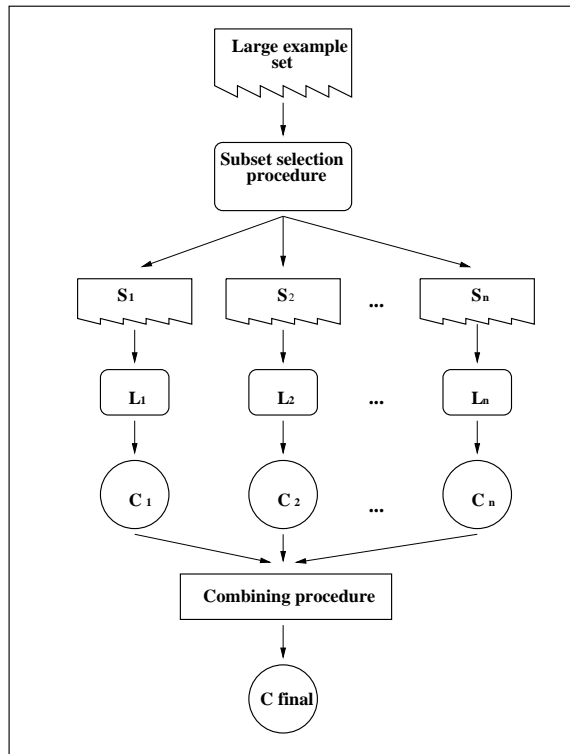 Large example
set
Subset selection
procedure
S1 S2 ... Sn
L1 L2 ... Ln
C 1 C 2 ... C n
Combining procedure
C final